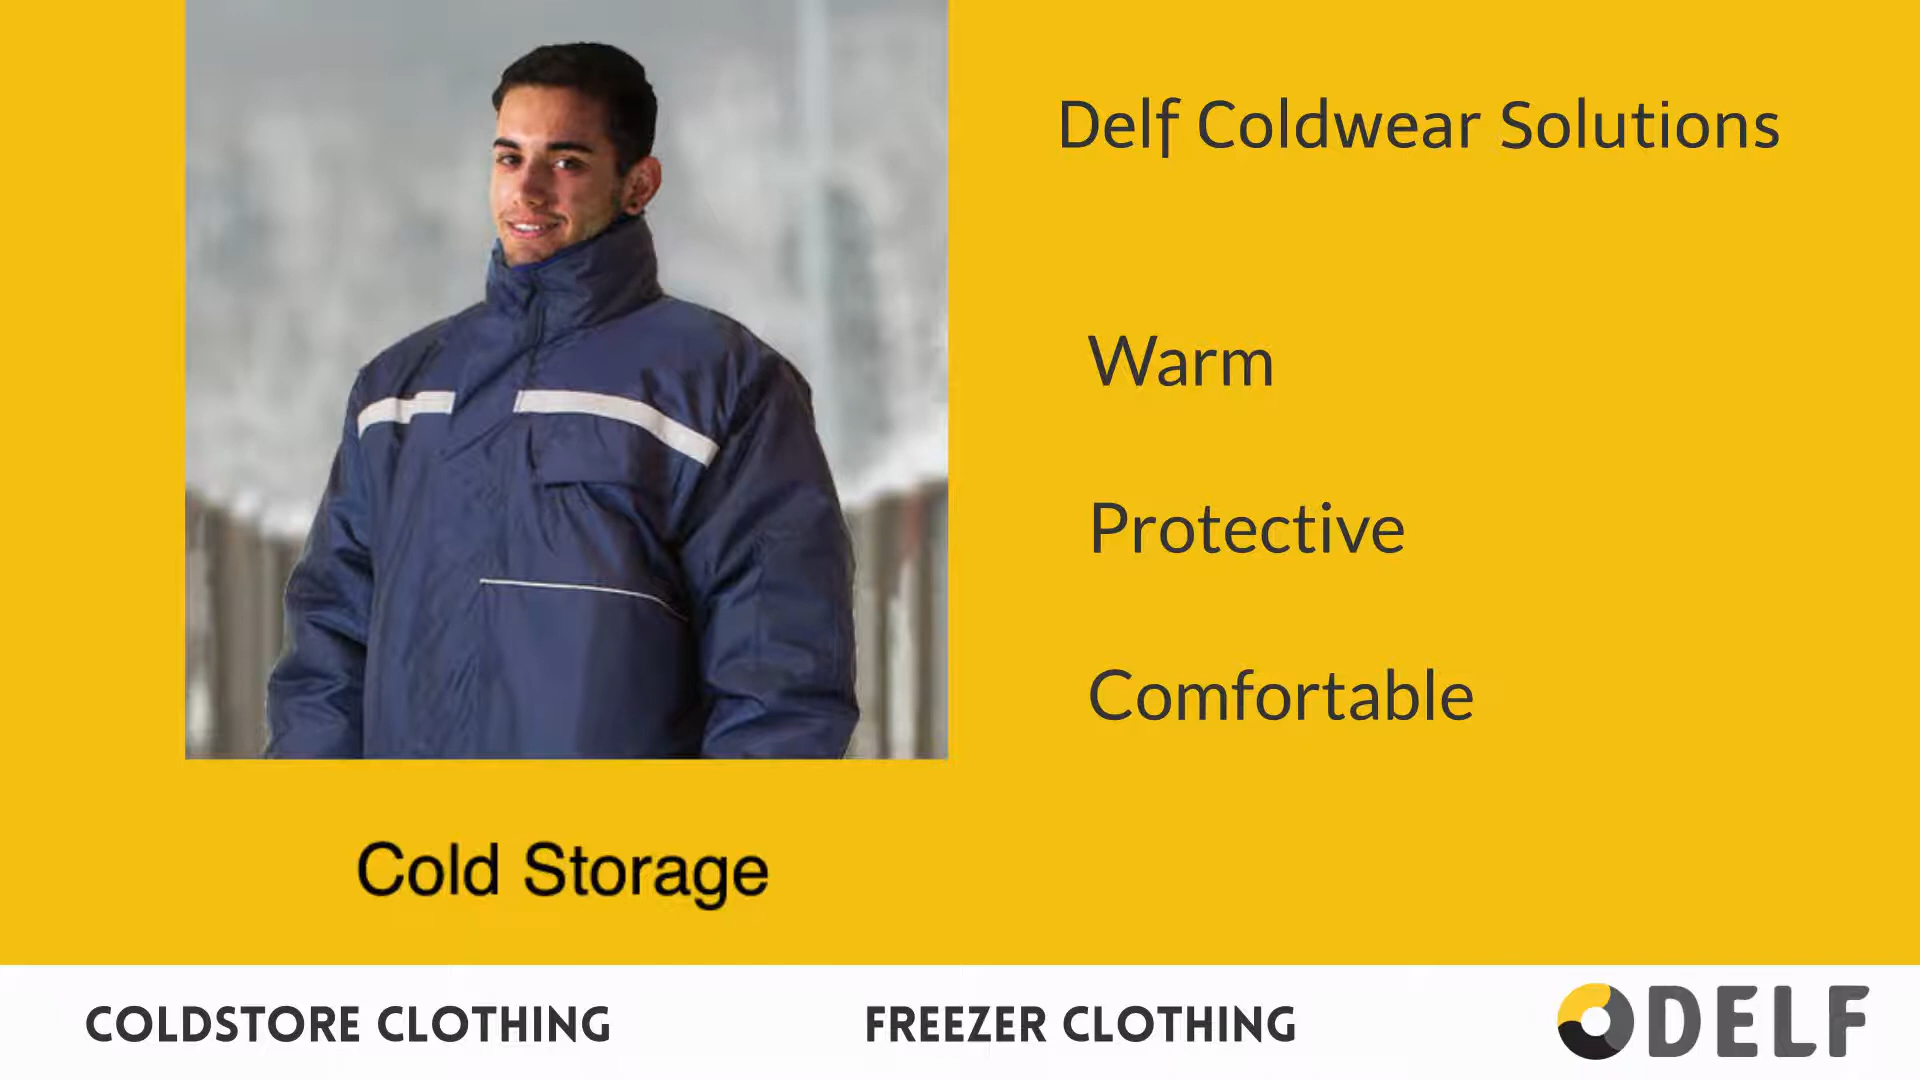 Delf Coldwear Solutions
Warm
Protective
Comfortable
Cold Storage
COLDSTORE CLOTHING
FREEZER CLOTHING
DELF